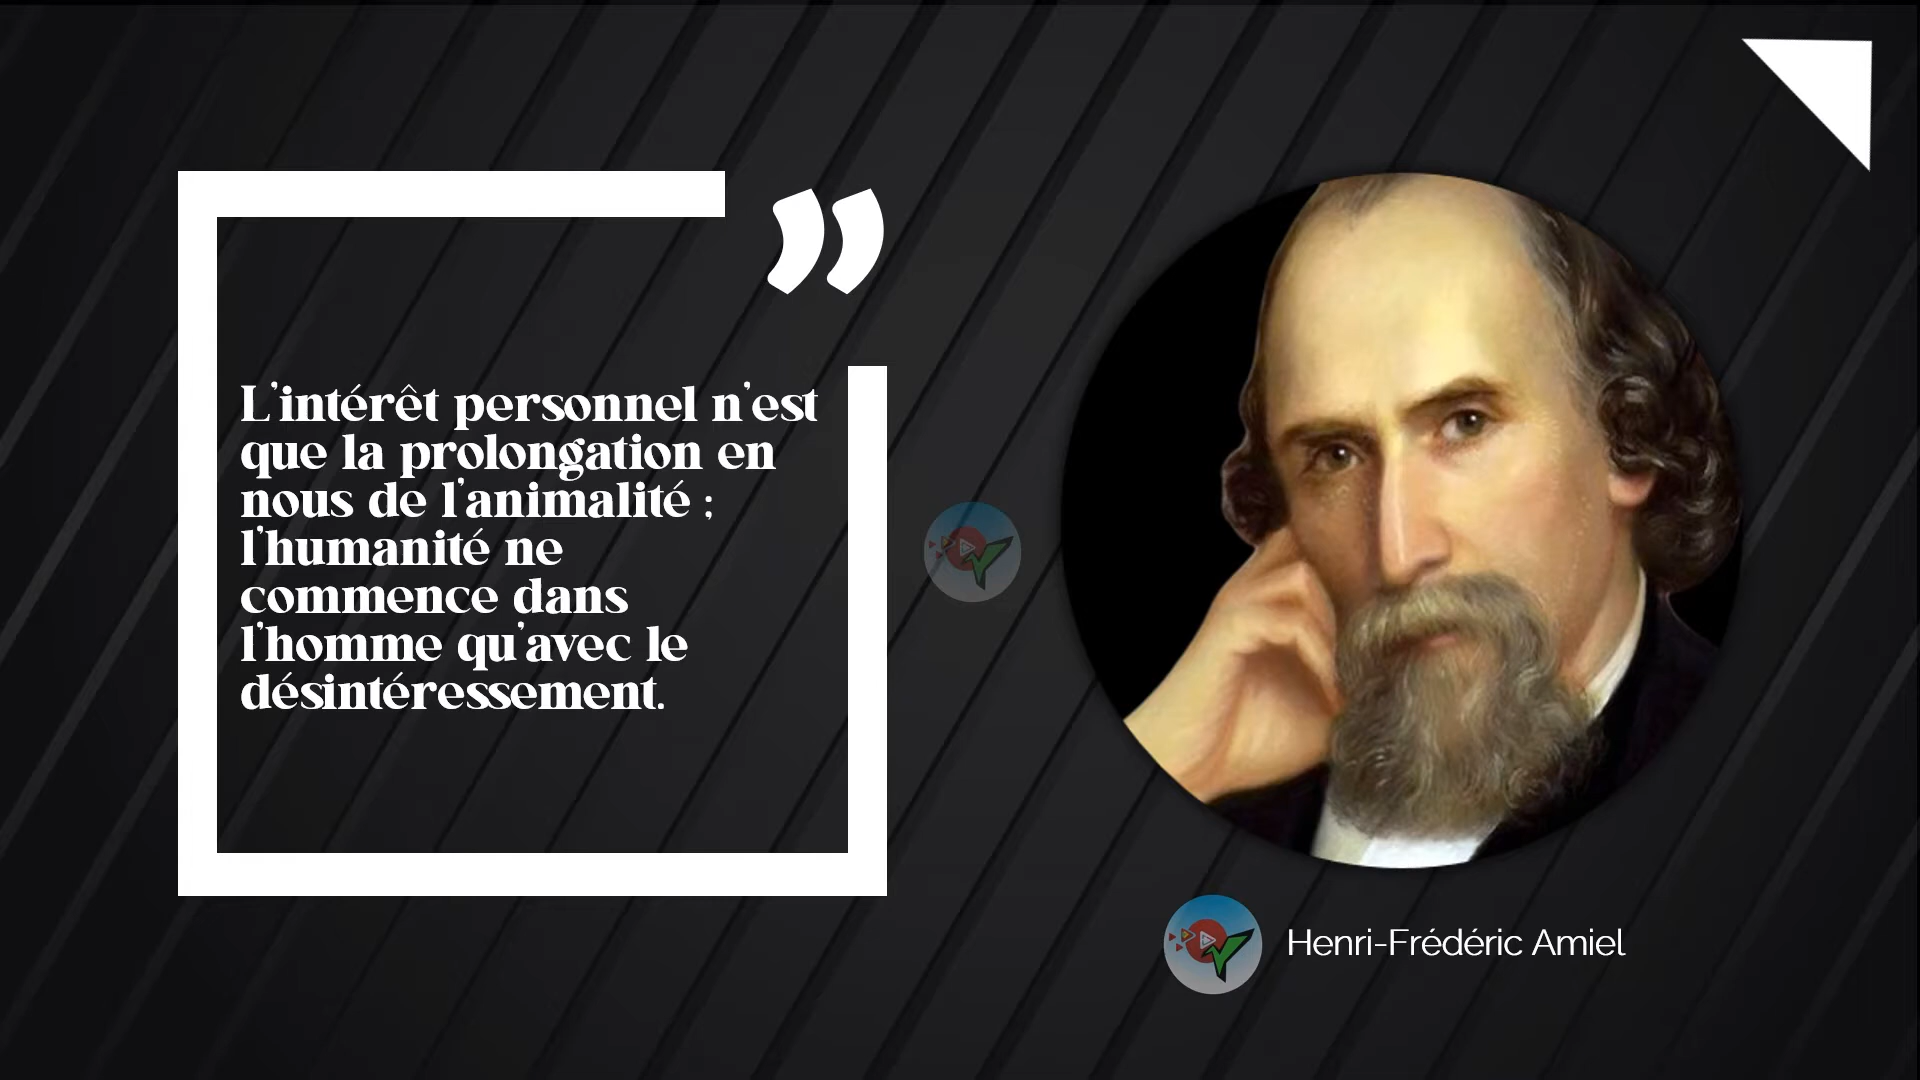 L'intérêt personnel n'est
que la prolongation en
nous de l'animalité ;
l'humanité ne
commence dans
l'homme qu'avec le
désintéressement.
Henri-Frédéric Amiel